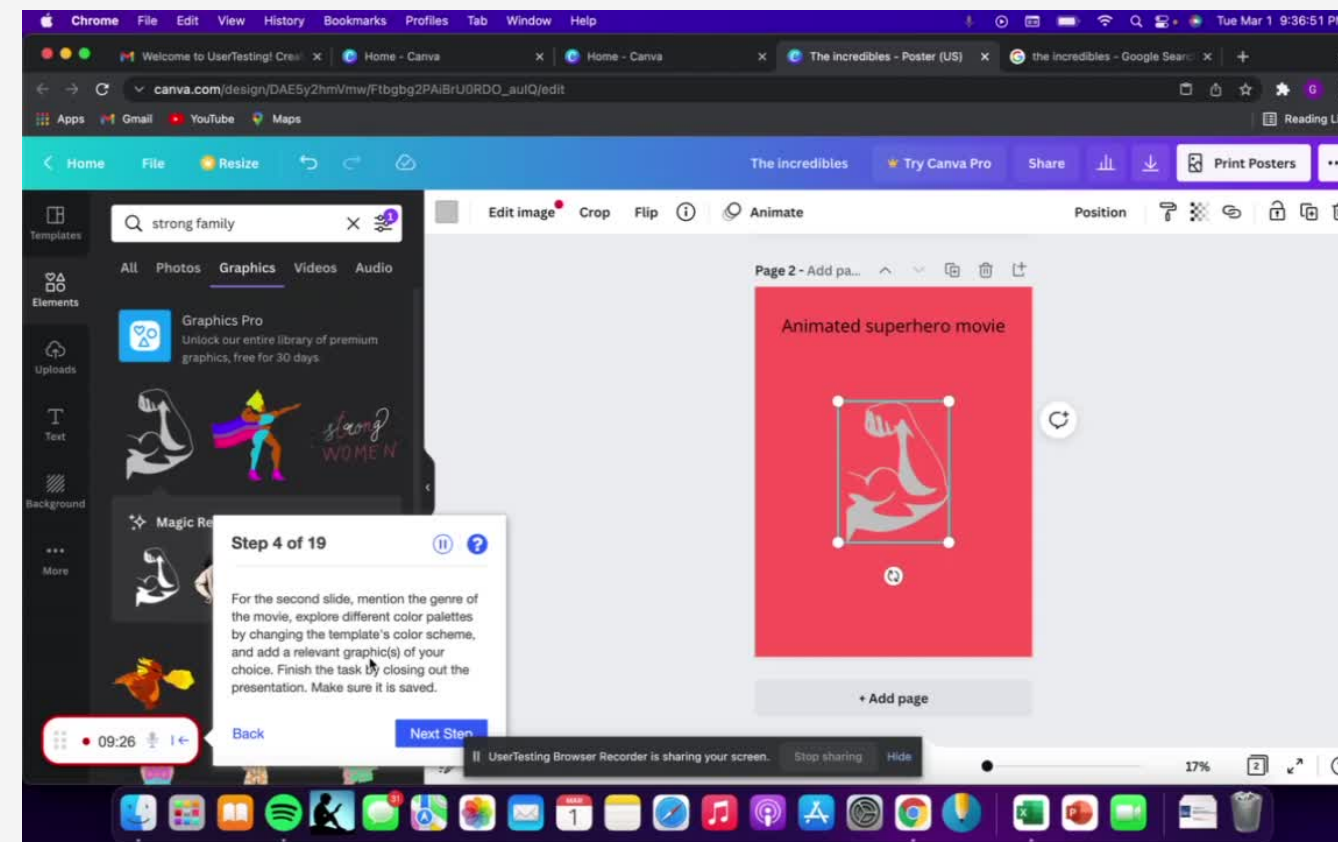 Chrome File Edit View History Bookmarks Profiles Tab Window Help Tue Mar 1 9:36:51 P
Welcome to UserTesting! Crea Home - Canva Home - Canva The incredibles - Poster (US) the incredibles - Google Searc
canva.com/design/DAE5y2hmVmw/Ftbgbg2PAiBrU0RDO_aulQ/edit G
Apps Gmail YouTube Maps Reading Li
Home File Resize The incredibles Try Canva Pro Share Print Posters
Templates
strong family
1
Edit image Crop Flip Animate Position
All Photos Graphics Videos Audio
Elements
Graphics Pro
Unlock our entire library of premium
graphics, free for 30 days
Uploads
Text
strong
WOMEN
Background
Magic Re
More
Page 2 - Add pa...
Animated superhero movie
+ Add page
Step 4 of 19
For the second slide, mention the genre of
the movie, explore different color palettes
by changing the template's color scheme,
and add a relevant graphic(s) of your
choice. Finish the task by closing out the
presentation. Make sure it is saved.
09:26
Back Next Step
UserTesting Browser Recorder is sharing your screen. Stop sharing Hide
17% 2
31
MAR
1